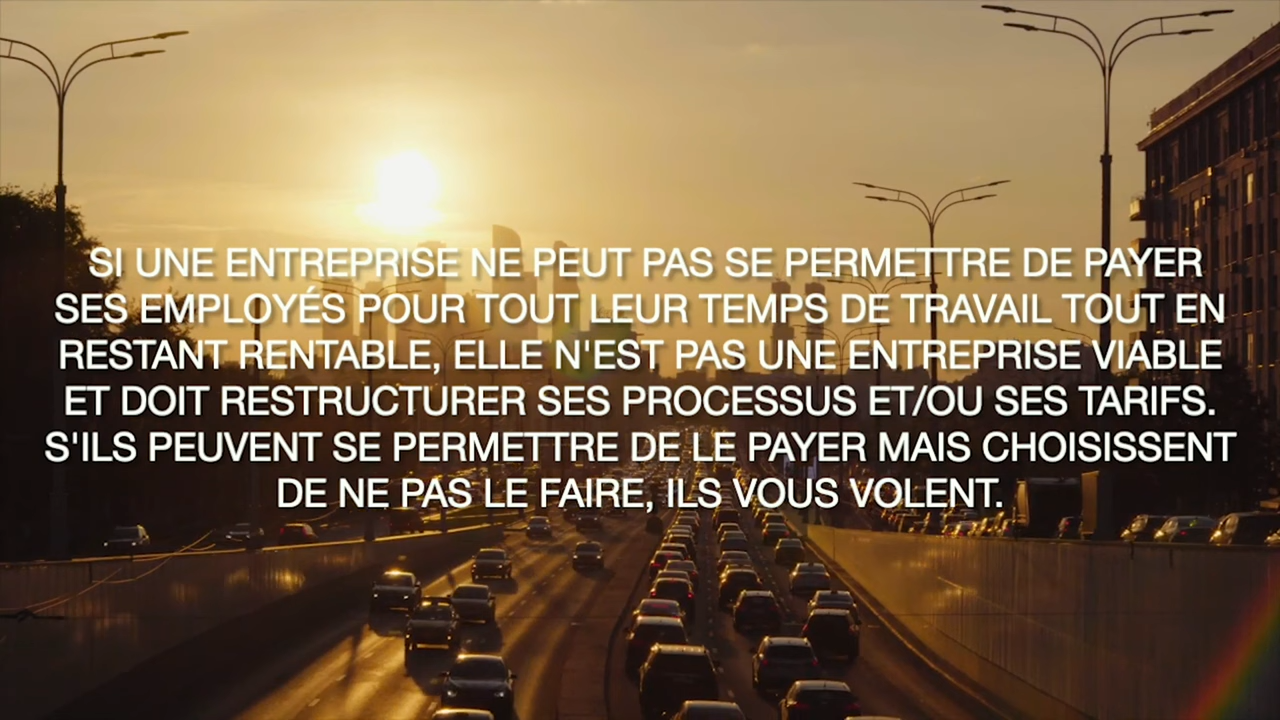 SI UNE ENTREPRISE NE PEUT PAS SE PERMETTRE DE PAYER
SES EMPLOYÉS POUR TOUT LEUR TEMPS DE TRAVAIL TOUT EN
RESTANT RENTABLE, ELLE N'EST PAS UNE ENTREPRISE VIABLE
ET DOIT RESTRUCTURER SES PROCESSUS ET/OU SES TARIFS.
S'ILS PEUVENT SE PERMETTRE DE LE PAYER MAIS CHOISISSENT
DE NE PAS LE FAIRE, ILS VOUS VOLENT.